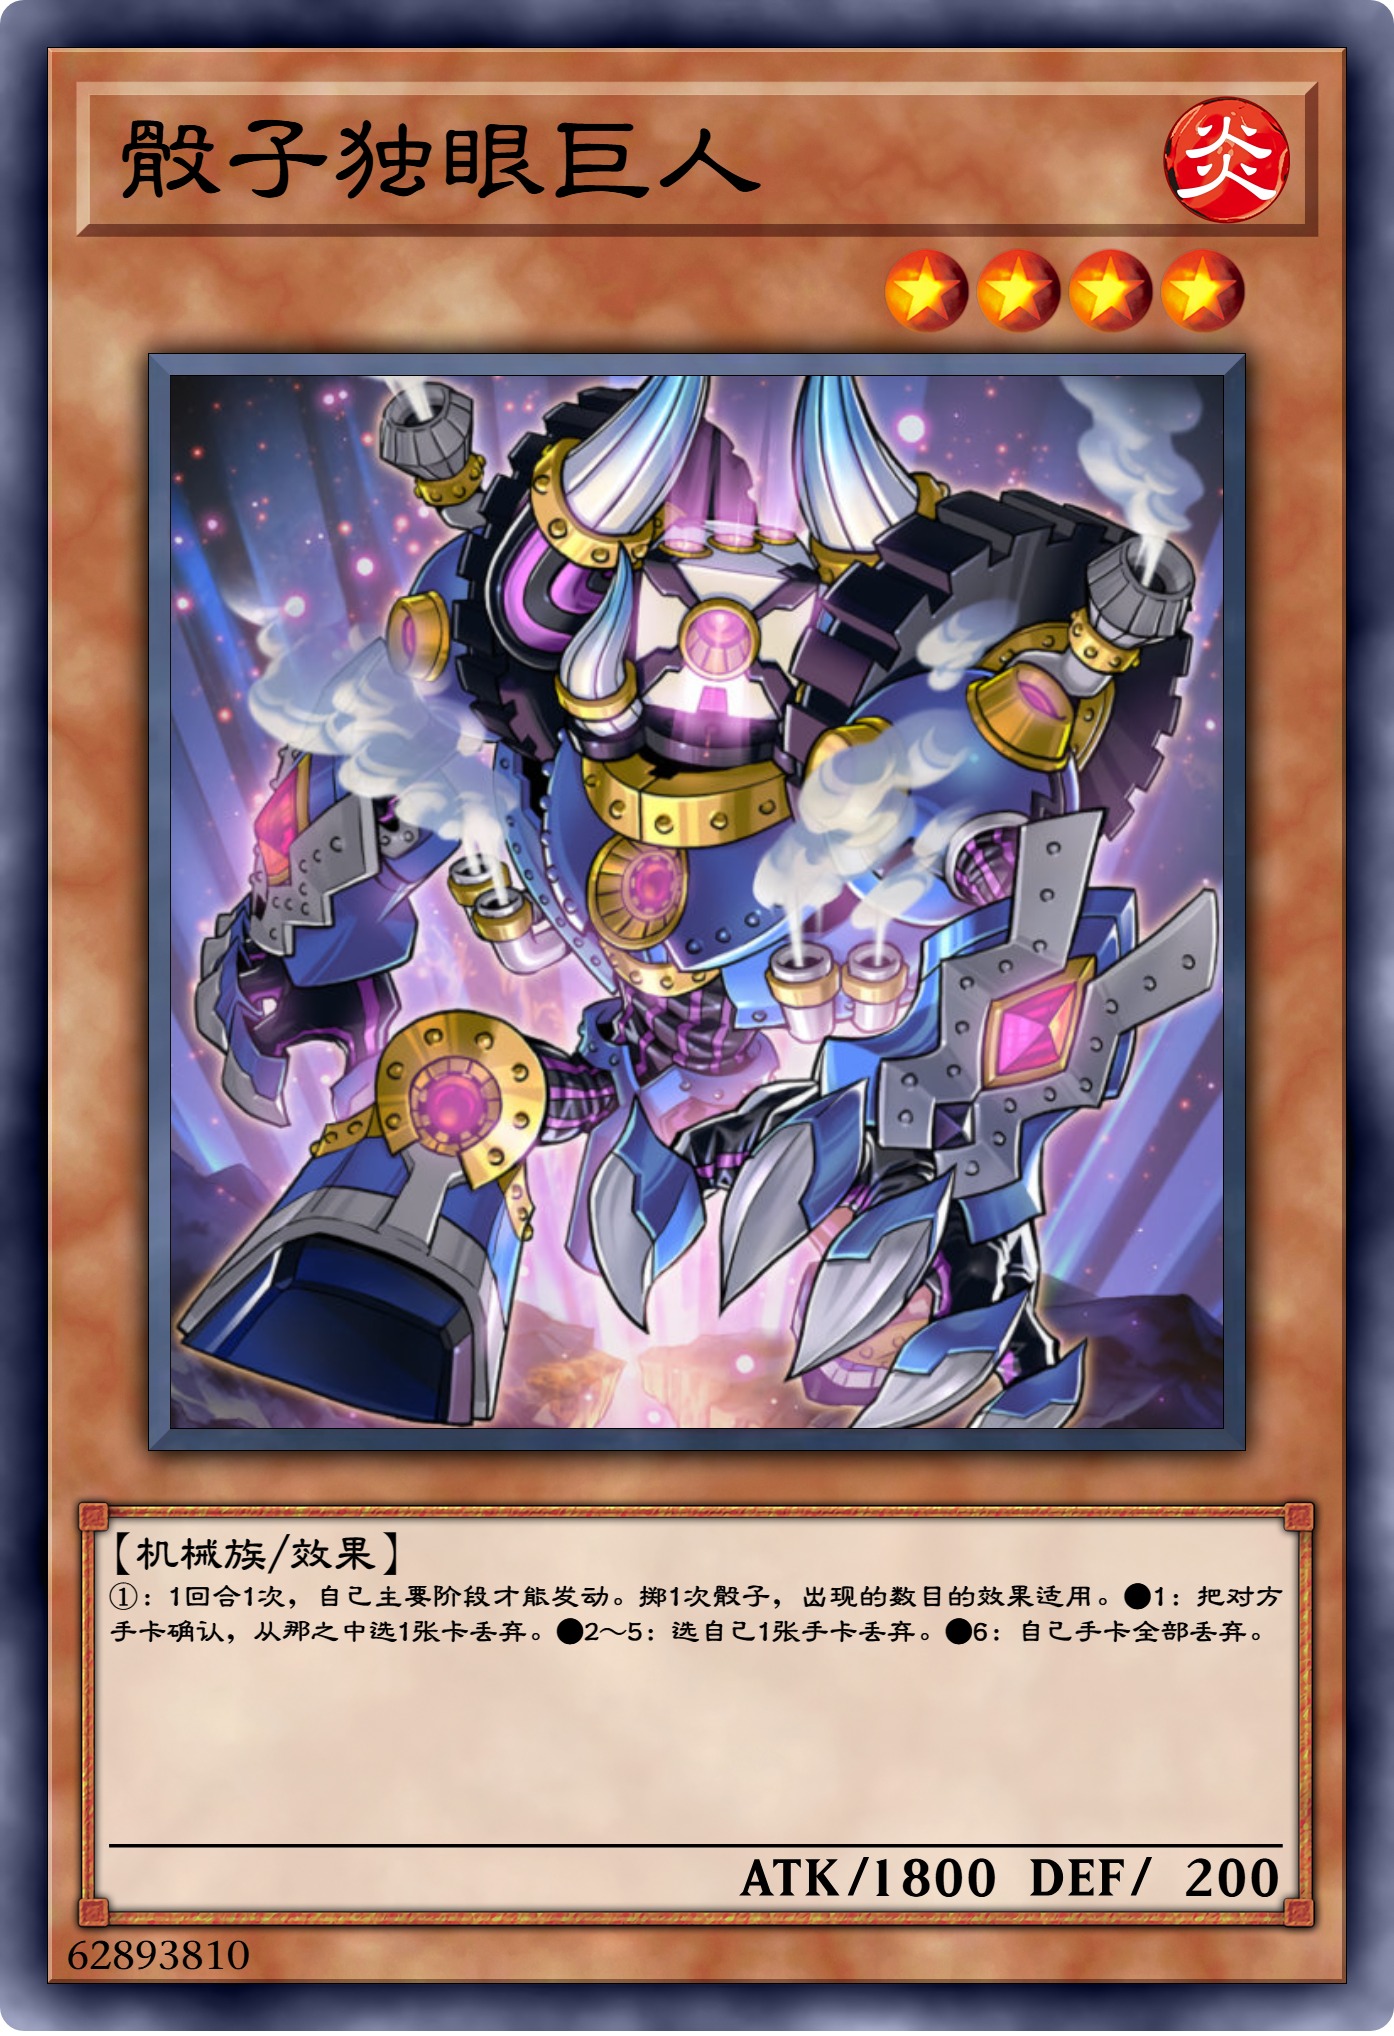 骰子独眼巨人
炎
【机械族/效果】
①：1回合1次，自己主要阶段才能发动。掷1次骰子，出现的数目的效果适用。●1：把对方
手卡确认，从那之中选1张卡丢弃。●2～5：选自己1张手卡丢弃。●6：自己手卡全部丢弃。
ATK/1800 DEF/ 200
62893810